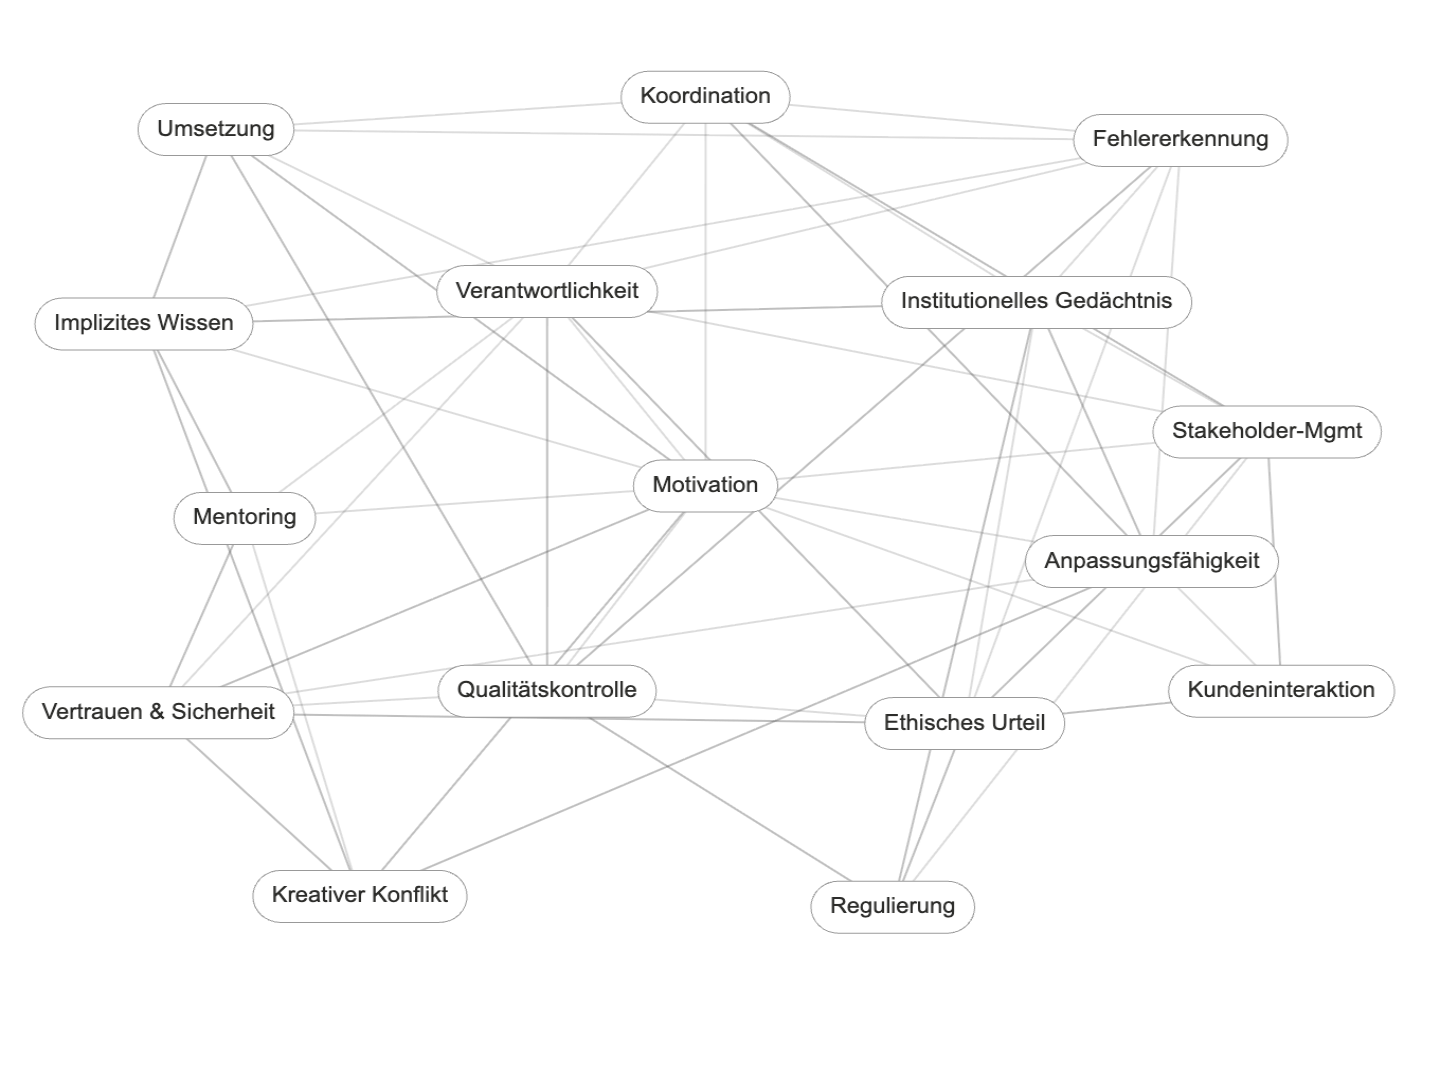 Koordination
Umsetzung
Fehlererkennung
Verantwortlichkeit
Institutionelles Gedächtnis
Implizites Wissen
Stakeholder-Mgmt
Motivation
Mentoring
Anpassungsfähigkeit
Qualitätskontrolle
Kundeninteraktion
Vertrauen & Sicherheit
Ethisches Urteil
Kreativer Konflikt
Regulierung